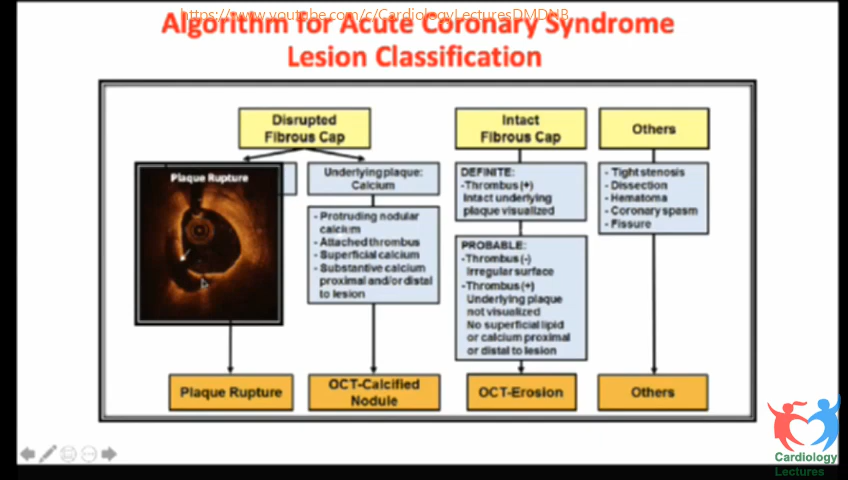 https://www.youtube.com/c/CardiologyLecturesDMDNB
Algorithm for Acute Coronary Syndrome
Lesion Classification
Disrupted
Fibrous Cap
Plaque Rupture
Underlying plaque:
Calcium
- Protruding nodular
calcium
- Attached thrombus
- Superficial calcium
- Substantive calcium
proximal and/or distal
to lesion
Plaque Rupture
OCT-Calcified
Nodule
Intact
Fibrous Cap
DEFINITE:
-Thrombus (+)
Intact underlying
plaque visualized
PROBABLE:
-Thrombus (-)
Irregular surface
-Thrombus (+)
Underlying plaque
not visualized
No superficial lipid
or calcium proximal
or distal to lesion
OCT-Erosion
Others
- Tight stenosis
- Dissection
- Hematoma
- Coronary spasm
- Fissure
Others
Cardiology
Lectures